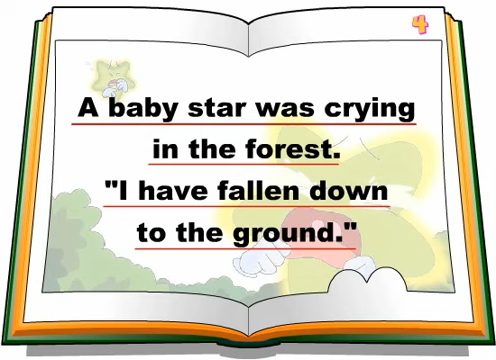 4
A baby star was crying
in the forest.
"I have fallen down
to the ground."